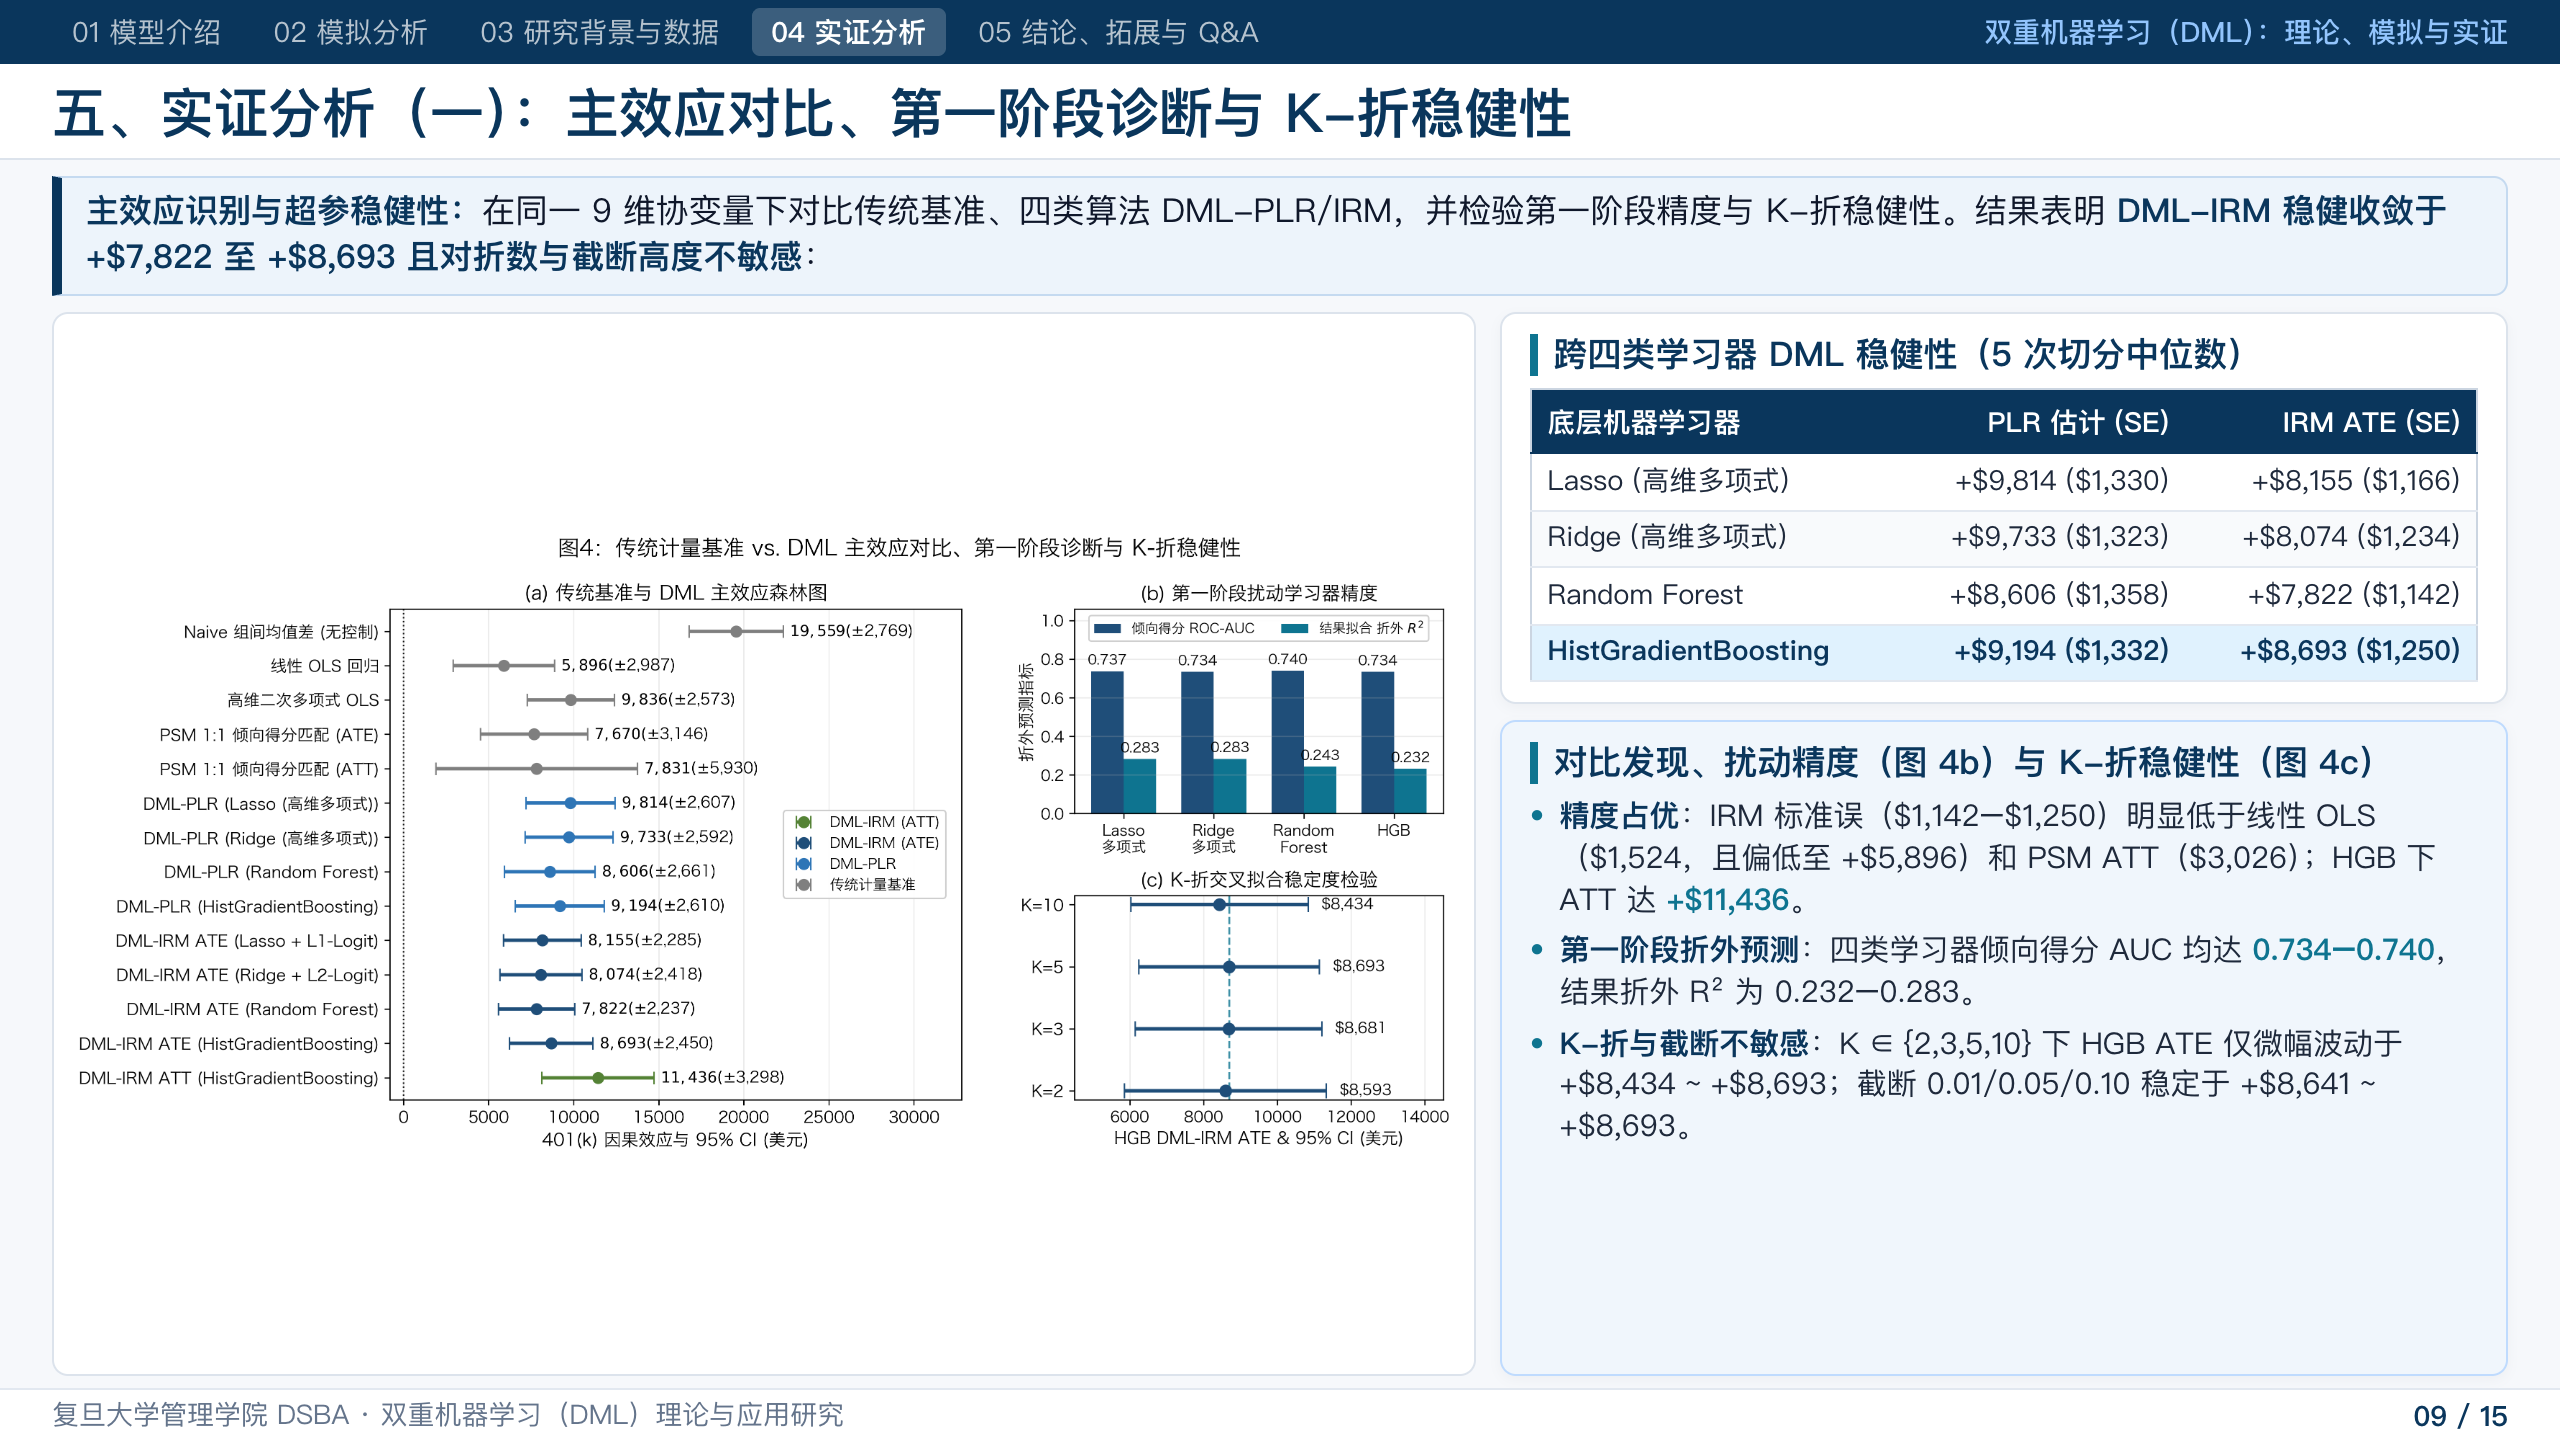 01 模型介绍 02 模拟分析 03 研究背景与数据 04 实证分析 05 结论、拓展与 Q&A 双重机器学习（DML）：理论、模拟与实证
五、实证分析（一）：主效应对比、第一阶段诊断与 K-折稳健性
主效应识别与超参稳健性：在同一 9 维协变量下对比传统基准、四类算法 DML-PLR/IRM，并检验第一阶段精度与 K-折稳健性。结果表明 DML-IRM 稳健收敛于
+$7,822 至 +$8,693 且对折数与截断高度不敏感：
图4：传统计量基准 vs. DML 主效应对比、第一阶段诊断与 K-折稳健性
(a) 传统基准与 DML 主效应森林图
Naive 组间均值差 (无控制) 19,559(±2,769)
线性 OLS 回归 5,896(±2,987)
高维二次多项式 OLS 9,836(±2,573)
PSM 1:1 倾向得分匹配 (ATE) 7,670(±3,146)
PSM 1:1 倾向得分匹配 (ATT) 7,831(±5,930)
DML-PLR (Lasso (高维多项式)) 9,814(±2,607)
DML-PLR (Ridge (高维多项式)) 9,733(±2,592)
DML-PLR (Random Forest) 8,606(±2,661)
DML-PLR (HistGradientBoosting) 9,194(±2,610)
DML-IRM ATE (Lasso + L1-Logit) 8,155(±2,285)
DML-IRM ATE (Ridge + L2-Logit) 8,074(±2,418)
DML-IRM ATE (Random Forest) 7,822(±2,237)
DML-IRM ATE (HistGradientBoosting) 8,693(±2,450)
DML-IRM ATT (HistGradientBoosting) 11,436(±3,298)
DML-IRM (ATT)
DML-IRM (ATE)
DML-PLR
传统计量基准
0 5000 10000 15000 20000 25000 30000
401(k) 因果效应与 95% CI (美元)
(b) 第一阶段扰动学习器精度
折外预测指标
1.0
0.8
0.6
0.4
0.2
0.0
倾向得分 ROC-AUC 结果拟合 折外 R²
0.737 0.734 0.740 0.734
0.283 0.283 0.243 0.232
Lasso 多项式
Ridge 多项式
Random Forest
HGB
(c) K-折交叉拟合稳定度检验
K=10 $8,434
K=5 $8,693
K=3 $8,681
K=2 $8,593
6000 8000 10000 12000 14000
HGB DML-IRM ATE & 95% CI (美元)
跨四类学习器 DML 稳健性（5 次切分中位数）
底层机器学习器 PLR 估计 (SE) IRM ATE (SE)
Lasso (高维多项式) +$9,814 ($1,330) +$8,155 ($1,166)
Ridge (高维多项式) +$9,733 ($1,323) +$8,074 ($1,234)
Random Forest +$8,606 ($1,358) +$7,822 ($1,142)
HistGradientBoosting +$9,194 ($1,332) +$8,693 ($1,250)
对比发现、扰动精度（图 4b）与 K-折稳健性（图 4c）
• 精度占优：IRM 标准误（$1,142—$1,250）明显低于线性 OLS
（$1,524，且偏低至 +$5,896）和 PSM ATT（$3,026）；HGB 下
ATT 达 +$11,436。
• 第一阶段折外预测：四类学习器倾向得分 AUC 均达 0.734—0.740，
结果折外 R² 为 0.232—0.283。
• K-折与截断不敏感：K ∈ {2,3,5,10} 下 HGB ATE 仅微幅波动于
+$8,434 ~ +$8,693；截断 0.01/0.05/0.10 稳定于 +$8,641 ~
+$8,693。
复旦大学管理学院 DSBA · 双重机器学习（DML）理论与应用研究
09 / 15